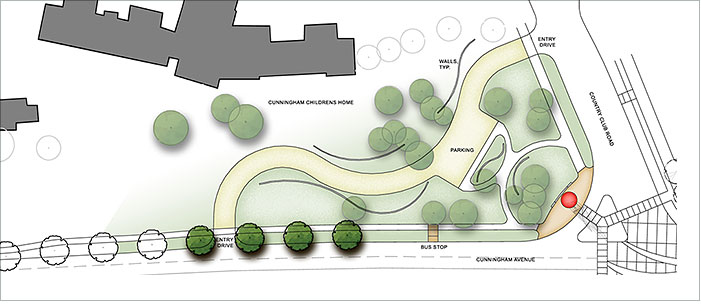 ENTRY
DRIVE
WALLS,
TYP.
CUNNINGHAM CHILDRENS HOME
COUNTRY CLUB ROAD
PARKING
ENTRY
DRIVE
BUS STOP
CUNNINGHAM AVENUE